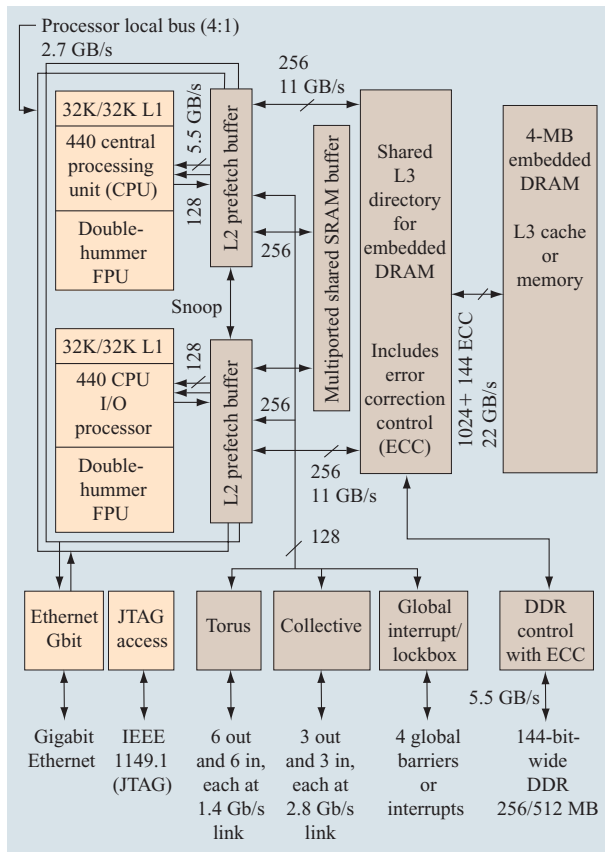 Processor local bus (4:1)
2.7 GB/s
32K/32K L1
440 central
processing
unit (CPU)
Double-
hummer
FPU
5.5 GB/s
128
L2 prefetch buffer
256
11 GB/s
256
Multiported shared SRAM buffer
Shared
L3
directory
for
embedded
DRAM
Includes
error
correction
control
(ECC)
4-MB
embedded
DRAM
L3 cache
or
memory
1024+ 144 ECC
22 GB/s
Snoop
32K/32K L1
440 CPU
I/O
processor
Double-
hummer
FPU
128
L2 prefetch buffer
256
256
11 GB/s
128
Ethernet
Gbit
JTAG
access
Torus
Collective
Global
interrupt/
lockbox
DDR
control
with ECC
5.5 GB/s
Gigabit
Ethernet
IEEE
1149.1
(JTAG)
6 out
and 6 in,
each at
1.4 Gb/s
link
3 out
and 3 in,
each at
2.8 Gb/s
link
4 global
barriers
or
interrupts
144-bit-
wide
DDR
256/512 MB